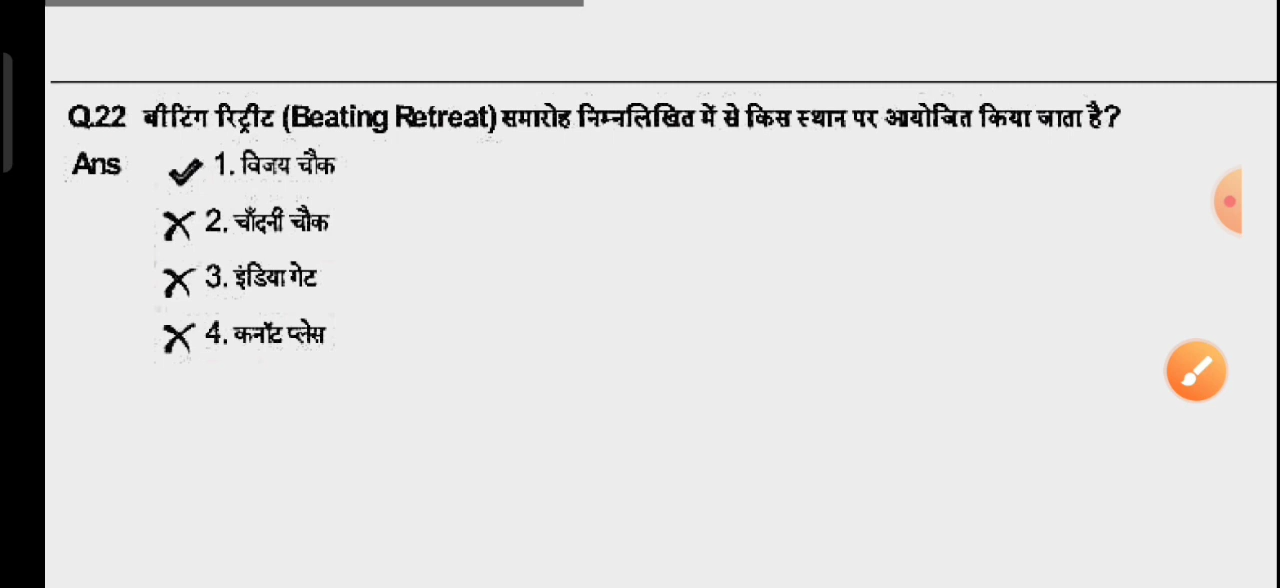 Q.22 बीटिंग रिट्रीट (Beating Retreat) समारोह निम्नलिखित में से किस स्थान पर आयोजित किया जाता है?
Ans 1. विजय चौक
2. चाँदनी चौक
3. इंडिया गेट
4. कनॉट प्लेस